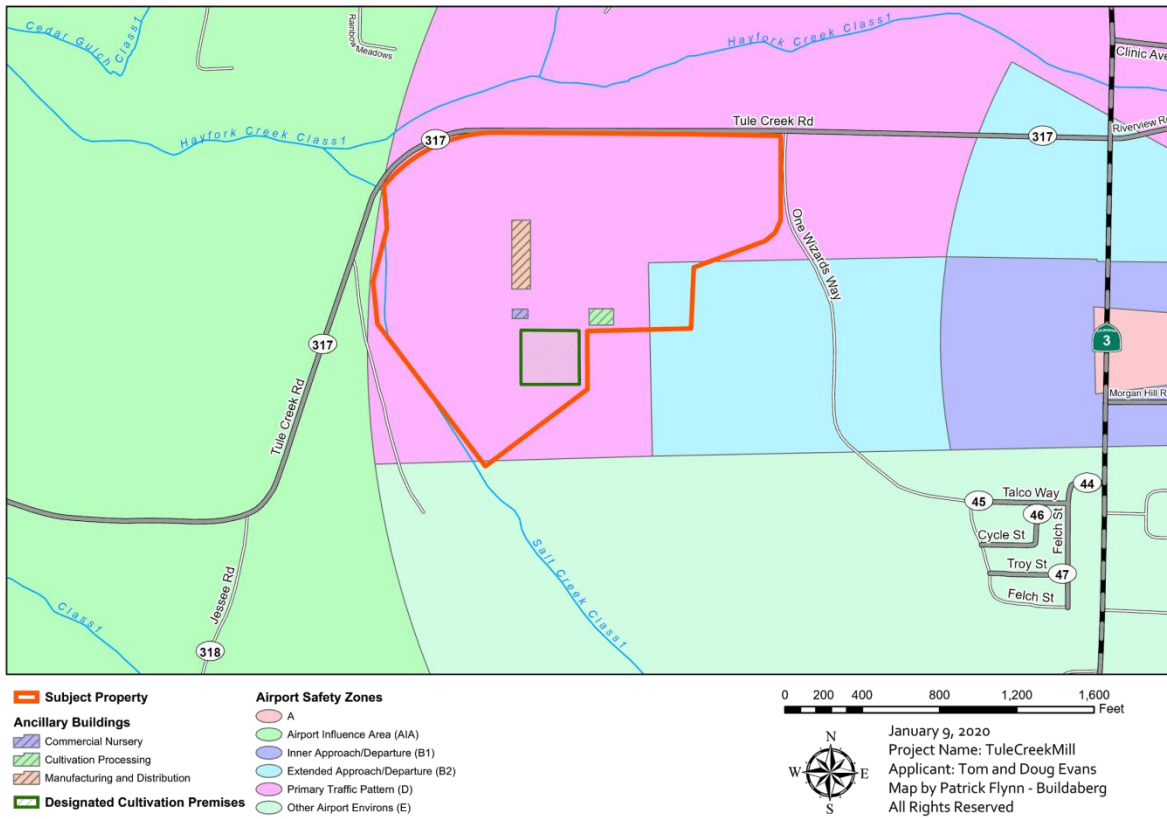 Cedar Gulch Class1
Rainbow Meadows
Hayfork Creek Class1
Clinic Ave
Hayfork Creek Class1
317
Tule Creek Rd
317
Riverview Rd
One Wizards Way
317
Tule Creek Rd
3
Morgan Hill R
Salt Creek Class1
45
Talco Way
44
46
Cycle St
Felch St
Troy St
47
Felch St
Class1
Jessee Rd
318
Subject Property
Ancillary Buildings
Commercial Nursery
Cultivation Processing
Manufacturing and Distribution
Designated Cultivation Premises
Airport Safety Zones
A
Airport Influence Area (AIA)
Inner Approach/Departure (B1)
Extended Approach/Departure (B2)
Primary Traffic Pattern (D)
Other Airport Environs (E)
0 200 400 800 1,200 1,600
Feet
N
W E
S
January 9, 2020
Project Name: TuleCreekMill
Applicant: Tom and Doug Evans
Map by Patrick Flynn - Buildaberg
All Rights Reserved